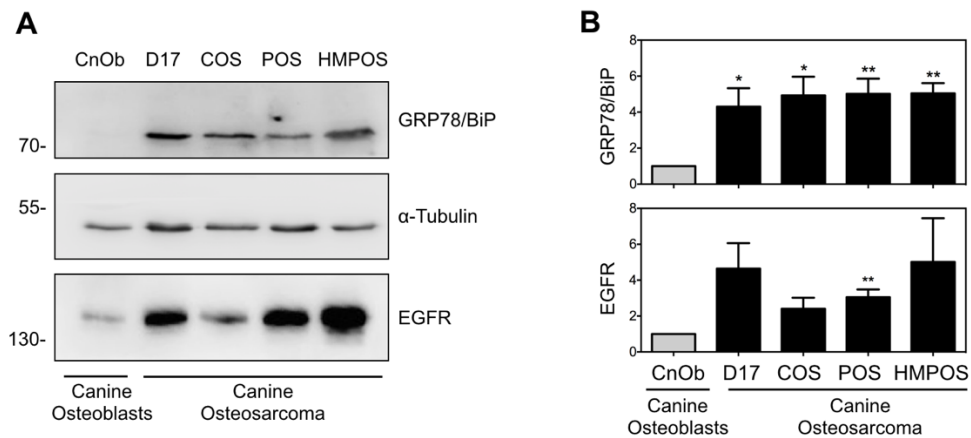 A
CnOb D17 COS POS HMPOS
GRP78/BiP
70-
55-
α-Tubulin
EGFR
130-
Canine
Osteoblasts
Canine
Osteosarcoma
B
GRP78/BiP
8
6
4
2
0
* * ** **
EGFR
8
6
4
2
0
**
CnOb D17 COS POS HMPOS
Canine
Osteoblasts
Canine
Osteosarcoma